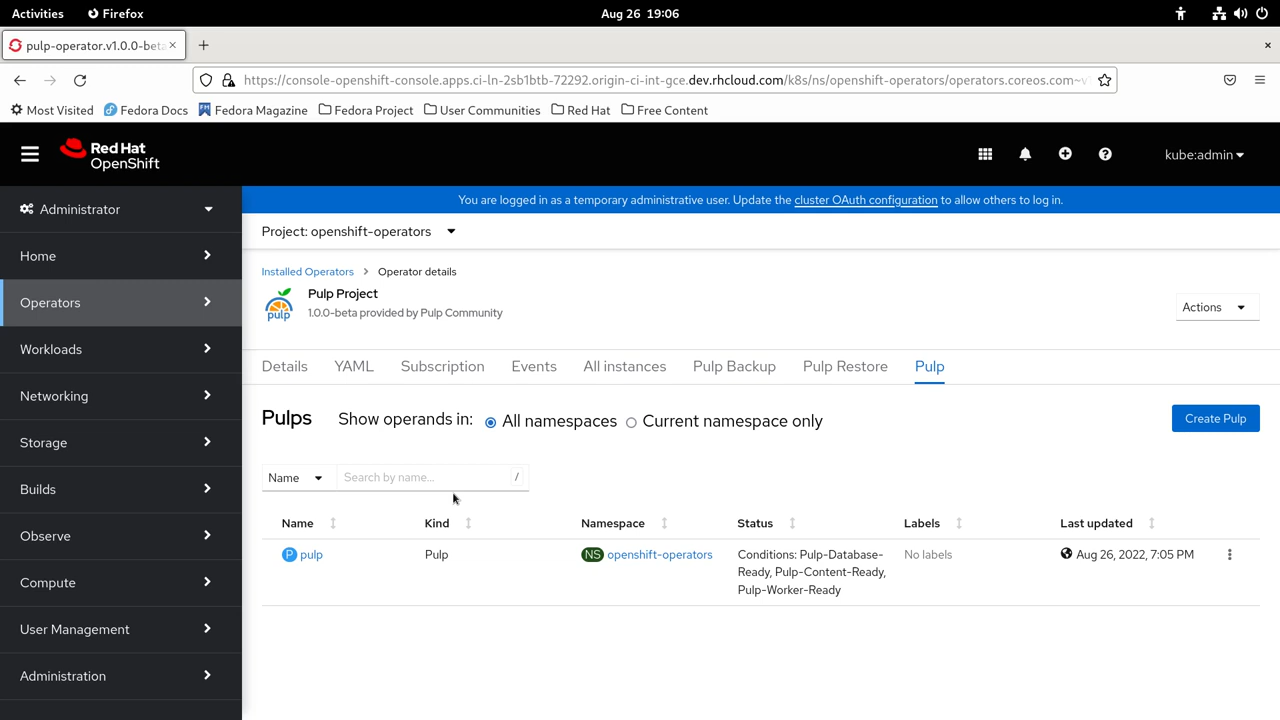 Activities
Firefox
Aug 26 19:06
pulp-operator.v1.0.0-beta
https://console-openshift-console.apps.ci-ln-2sb1btb-72292.origin-ci-int-gce.dev.rhcloud.com/k8s/ns/openshift-operators/operators.coreos.com~v
Most Visited
Fedora Docs
Fedora Magazine
Fedora Project
User Communities
Red Hat
Free Content
Red Hat
OpenShift
kube:admin
Administrator
Home
Operators
Workloads
Networking
Storage
Builds
Observe
Compute
User Management
Administration
You are logged in as a temporary administrative user. Update the cluster OAuth configuration to allow others to log in.
Project: openshift-operators
Installed Operators > Operator details
pulp
Pulp Project
1.0.0-beta provided by Pulp Community
Actions
Details YAML Subscription Events All instances Pulp Backup Pulp Restore Pulp
Pulps
Show operands in: All namespaces Current namespace only
Create Pulp
Name
Search by name...
/
Name Kind Namespace Status Labels Last updated
P pulp
Pulp
NS openshift-operators
Conditions: Pulp-Database-
Ready, Pulp-Content-Ready,
Pulp-Worker-Ready
No labels
Aug 26, 2022, 7:05 PM